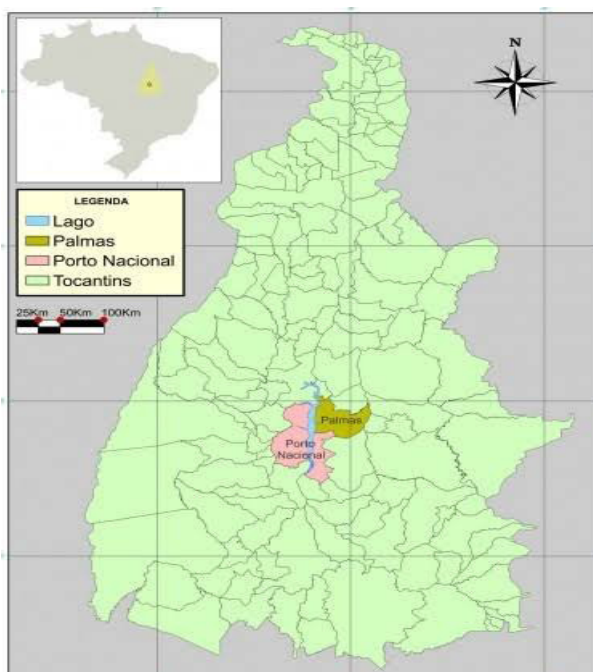 N
LEGENDA
Lago
Palmas
Porto Nacional
Tocantins
25Km 50Km 100Km
Palmas
Porto
Nacional